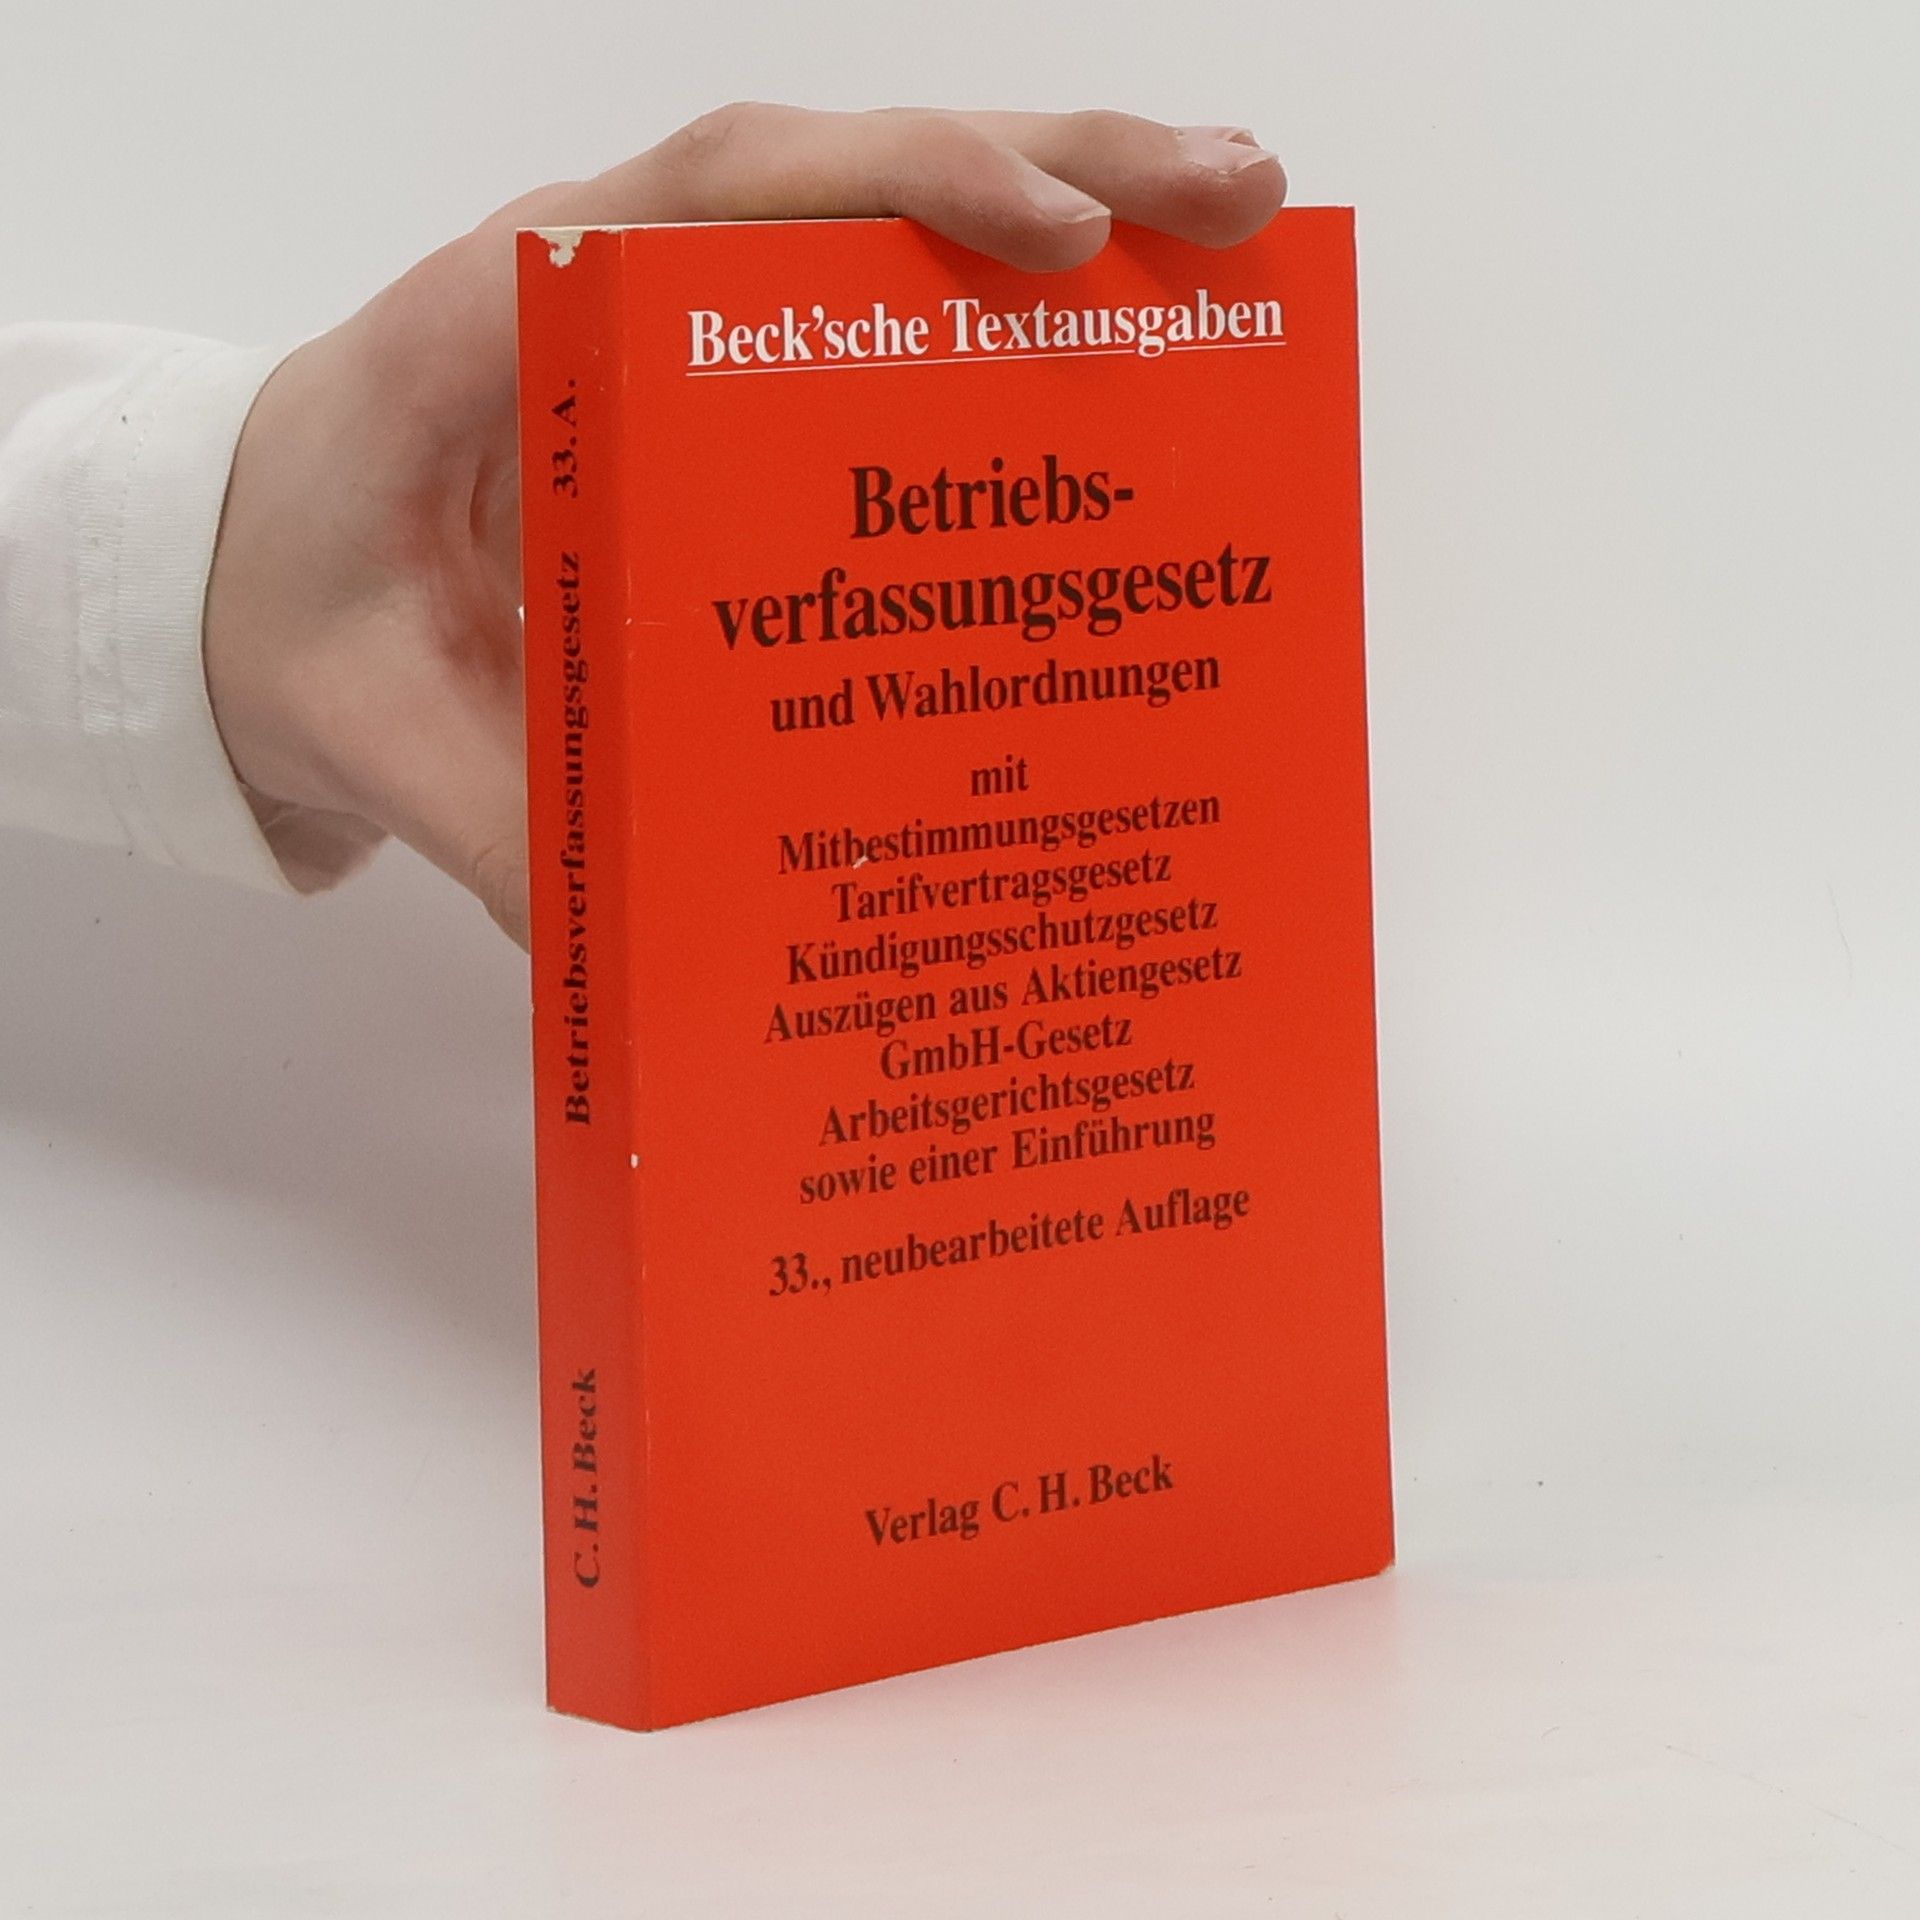 Beck'sche Textausgaben
Betriebs-
verfassungsgesetz
und Wahlordnungen
mit
Mitbestimmungsgesetzen
Tarifvertragsgesetz
Kündigungsschutzgesetz
Auszügen aus Aktiengesetz
GmbH-Gesetz
Arbeitsgerichtsgesetz
sowie einer Einführung
33., neubearbeitete Auflage
Verlag C. H. Beck
C. H. Beck Betriebsverfassungsgesetz 33. A.